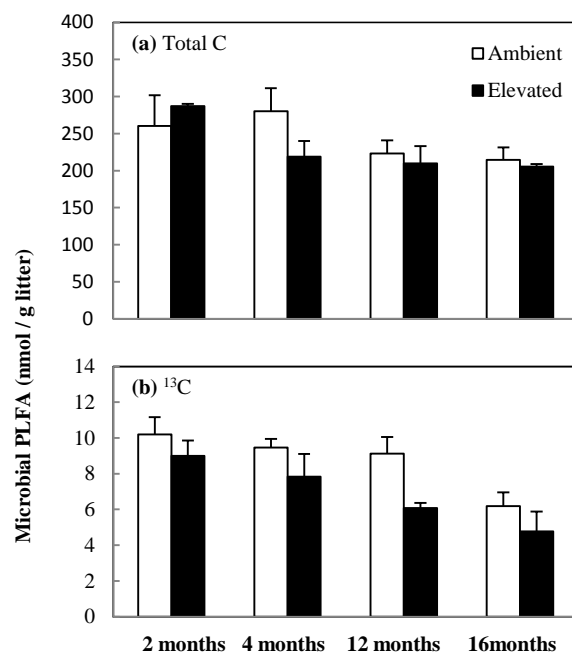 400
350
300
250
200
150
100
50
0
(a) Total C
Ambient
Elevated
Microbial PLFA (nmol / g litter)
14
12
10
8
6
4
2
0
(b) ¹³C
2 months 4 months 12 months 16months